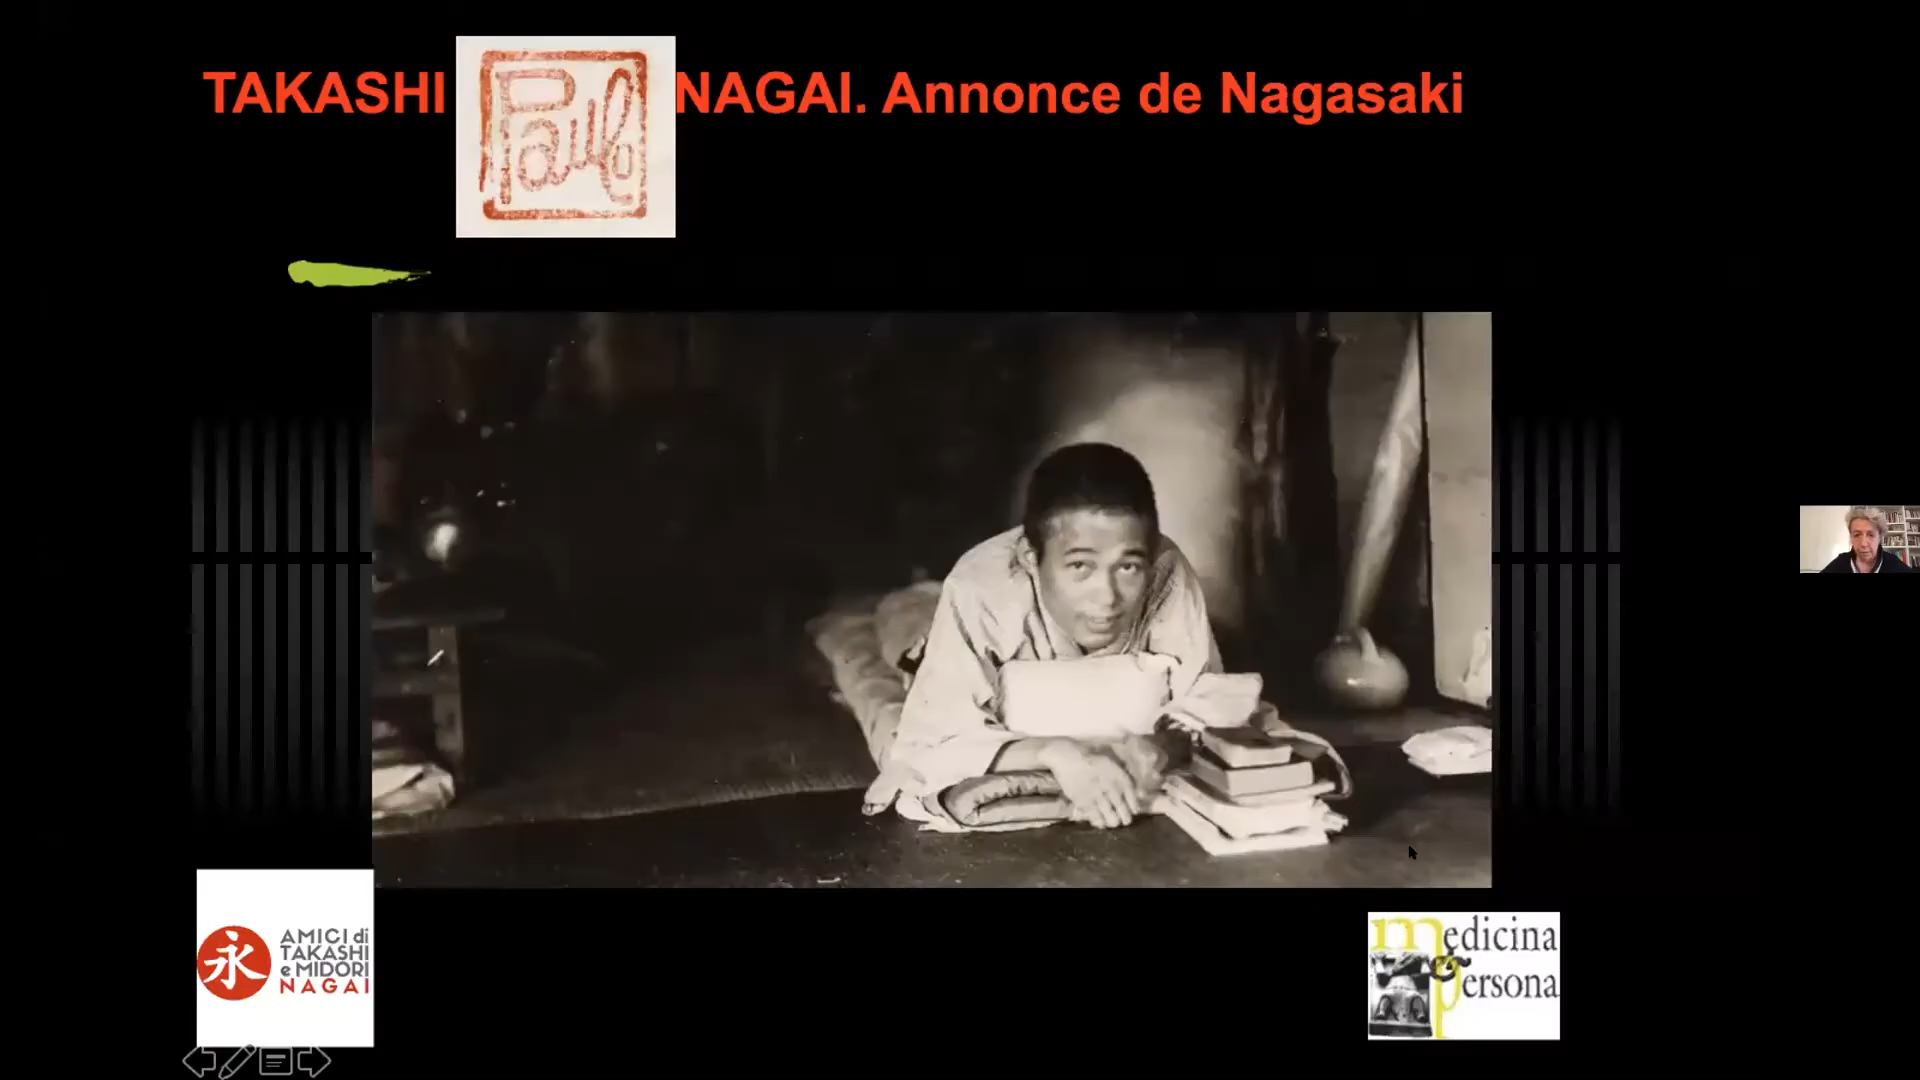 TAKASHI Paulo NAGAI. Annonce de Nagasaki
永
AMICI di
TAKASHI
e MIDORI
NAGAI
medicina
e
persona